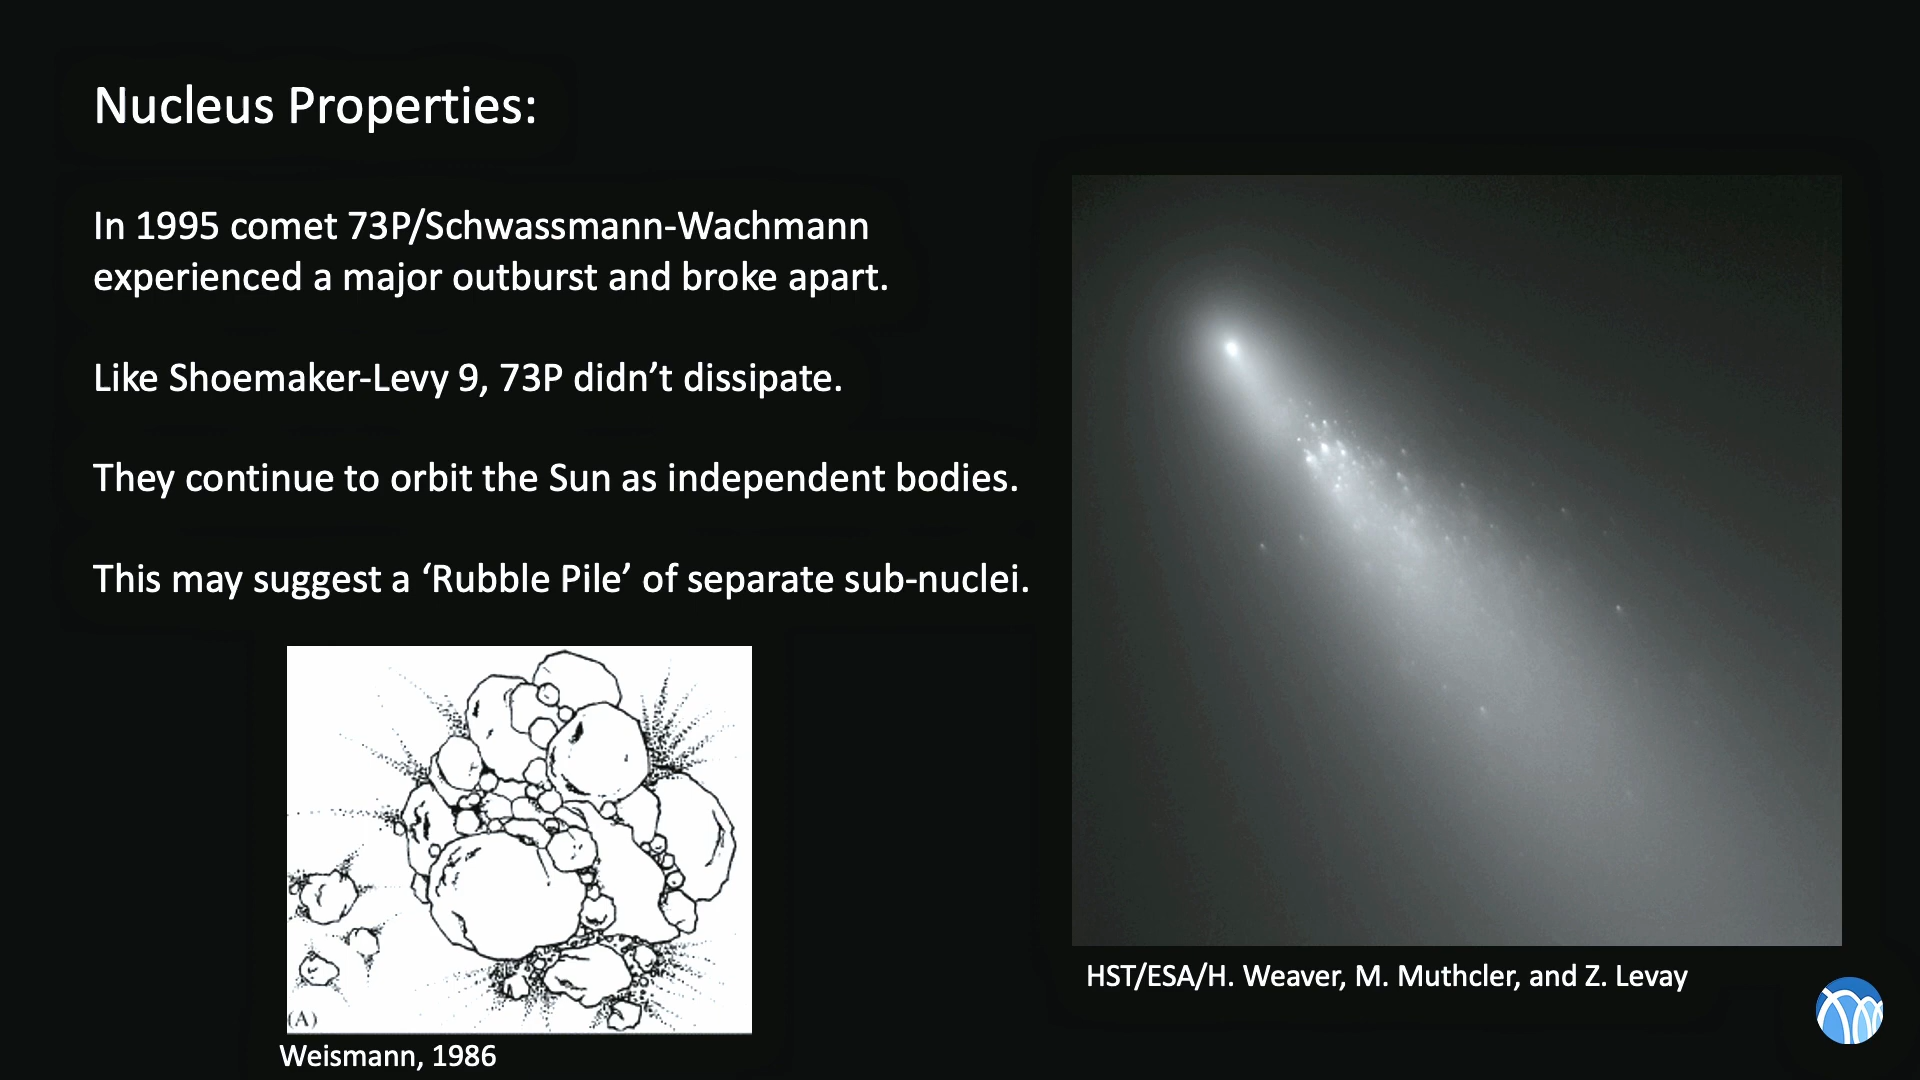 Nucleus Properties:
In 1995 comet 73P/Schwassmann-Wachmann
experienced a major outburst and broke apart.
Like Shoemaker-Levy 9, 73P didn’t dissipate.
They continue to orbit the Sun as independent bodies.
This may suggest a ‘Rubble Pile’ of separate sub-nuclei.
(A)
Weismann, 1986
HST/ESA/H. Weaver, M. Muthcler, and Z. Levay